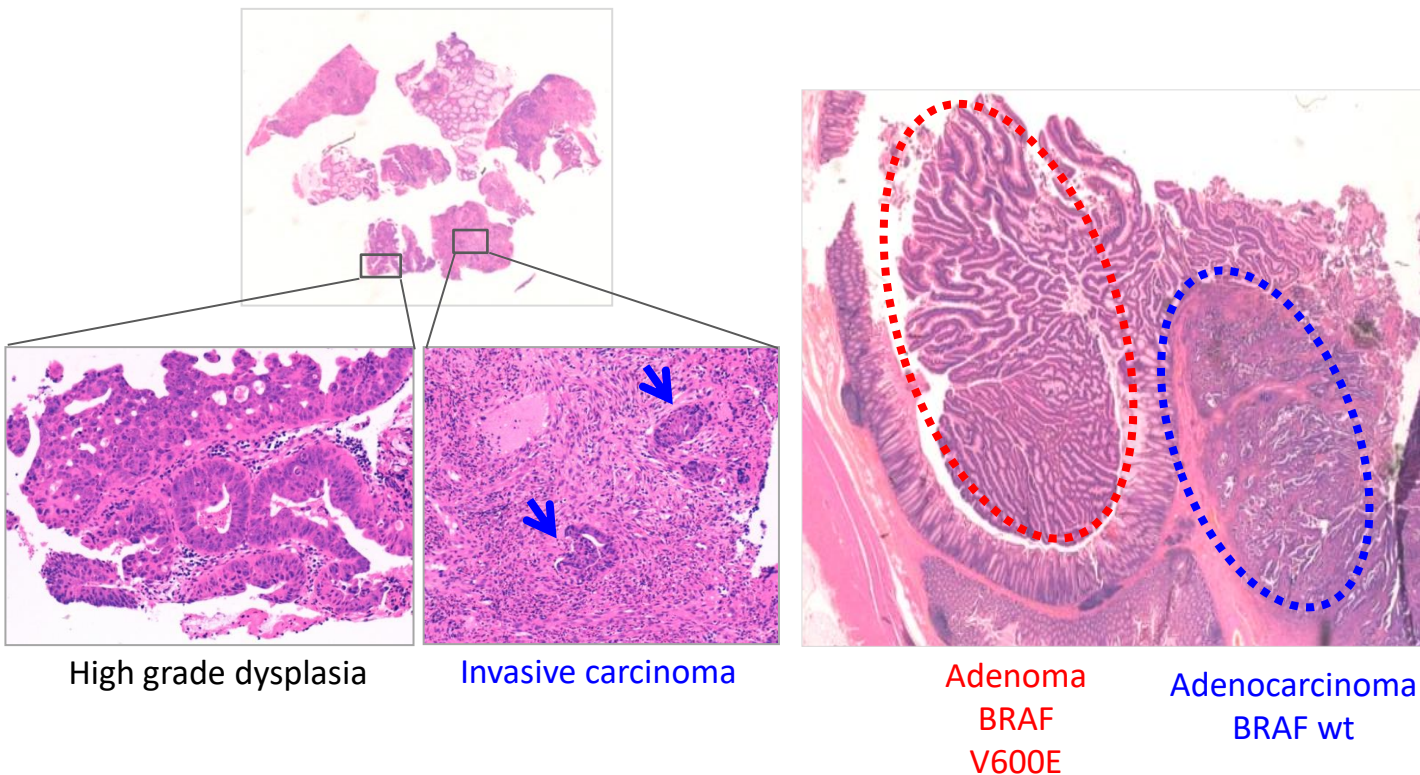 High grade dysplasia
Invasive carcinoma
Adenoma
BRAF
V600E
Adenocarcinoma
BRAF wt